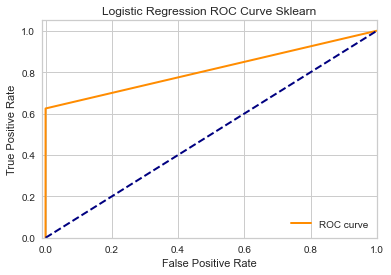 Logistic Regression ROC Curve Sklearn
True Positive Rate
1.0
0.8
0.6
0.4
0.2
0.0
0.0 0.2 0.4 0.6 0.8 1.0
False Positive Rate
ROC curve